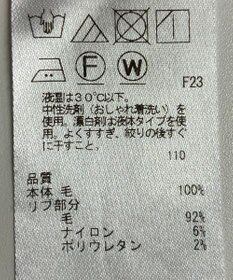 F
W
F23
液温は30℃以下。
中性洗剤（おしゃれ着洗い）を
使用。漂白剤は液体タイプを使
用。よくすすぎ、絞りの後すぐ
に干すこと。
110
品質
本体 毛 100%
リブ部分
毛 92%
ナイロン 6%
ポリウレタン 2%